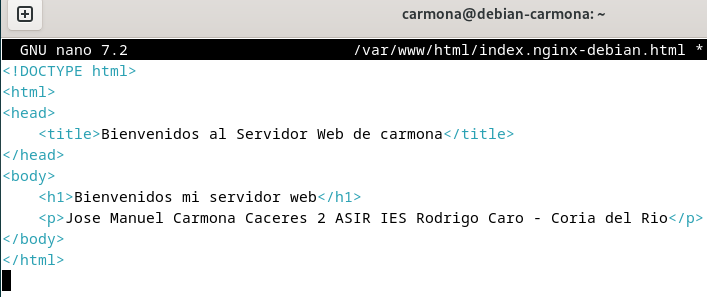 carmona@debian-carmona: ~
GNU nano 7.2 /var/www/html/index.nginx-debian.html *
<!DOCTYPE html>
<html>
<head>
    <title>Bienvenidos al Servidor Web de carmona</title>
</head>
<body>
    <h1>Bienvenidos mi servidor web</h1>
    <p>Jose Manuel Carmona Caceres 2 ASIR IES Rodrigo Caro - Coria del Rio</p>
</body>
</html>